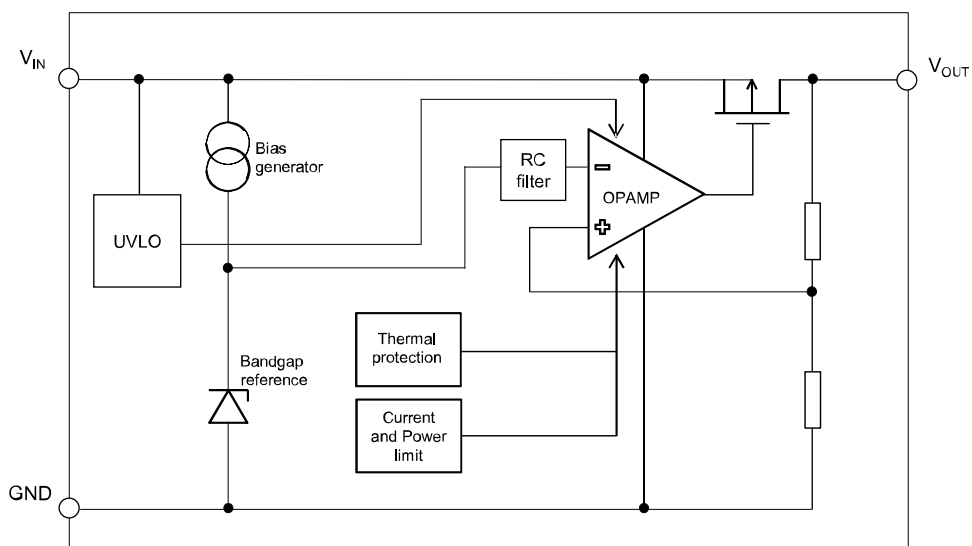 VIN
VOUT
Bias
generator
RC
filter
OPAMP
UVLO
Thermal
protection
Bandgap
reference
Current
and Power
limit
GND